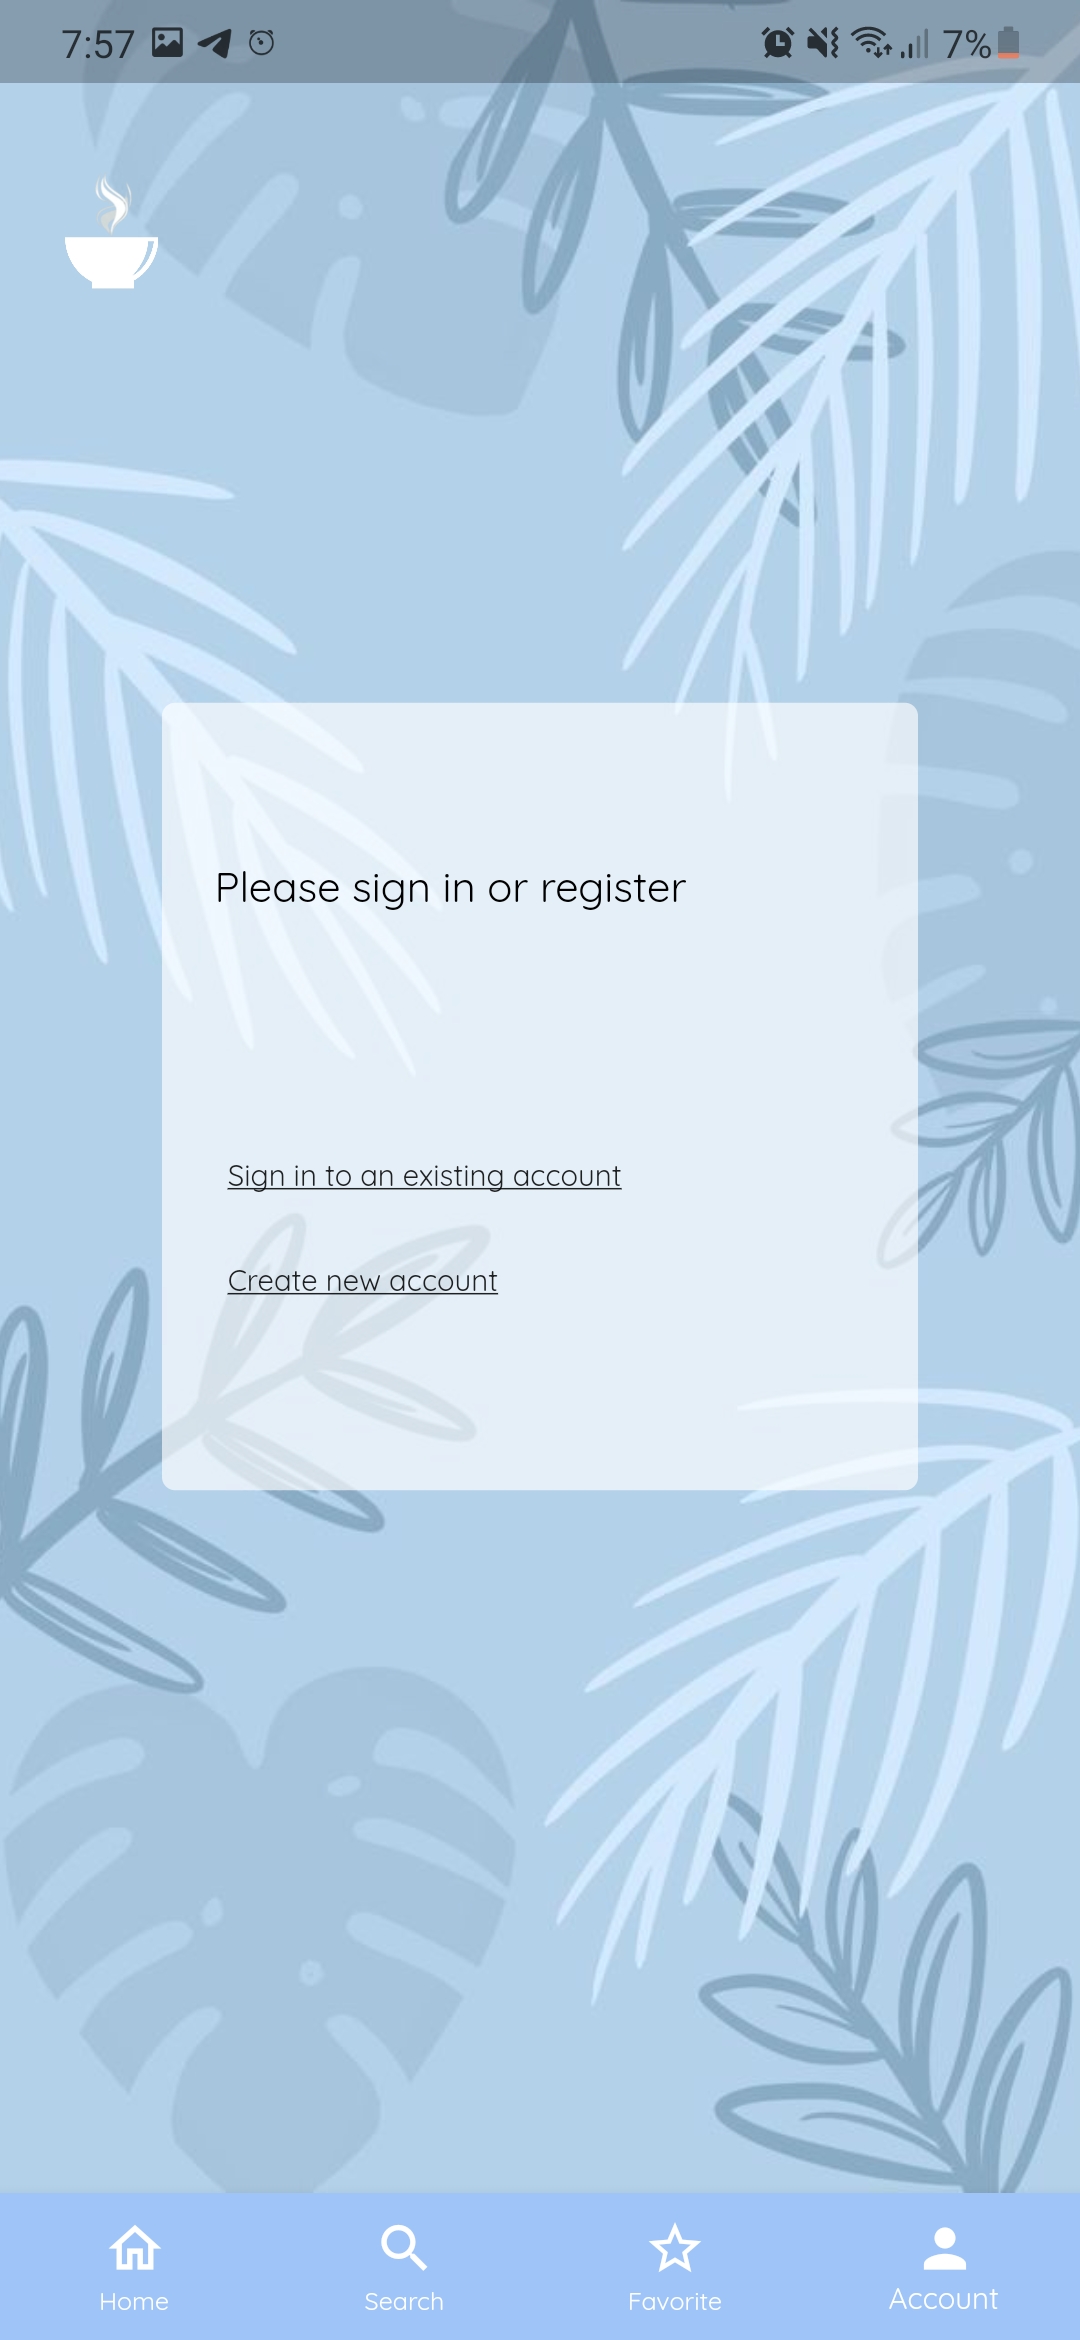 7:57 7%
Please sign in or register
Sign in to an existing account
Create new account
Home Search Favorite Account